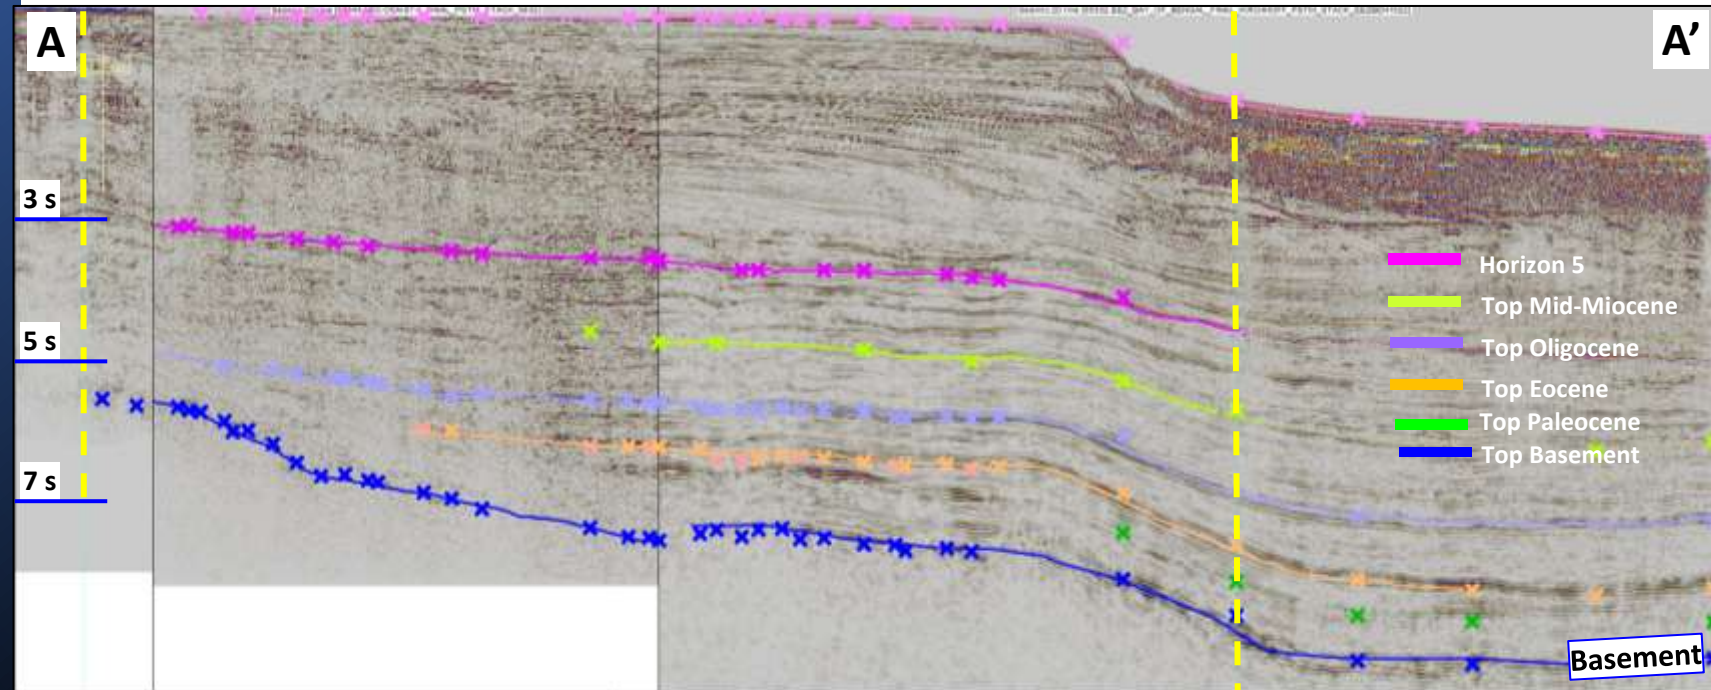 A
A’
3 s
5 s
7 s
Horizon 5
Top Mid-Miocene
Top Oligocene
Top Eocene
Top Paleocene
Top Basement
Basement